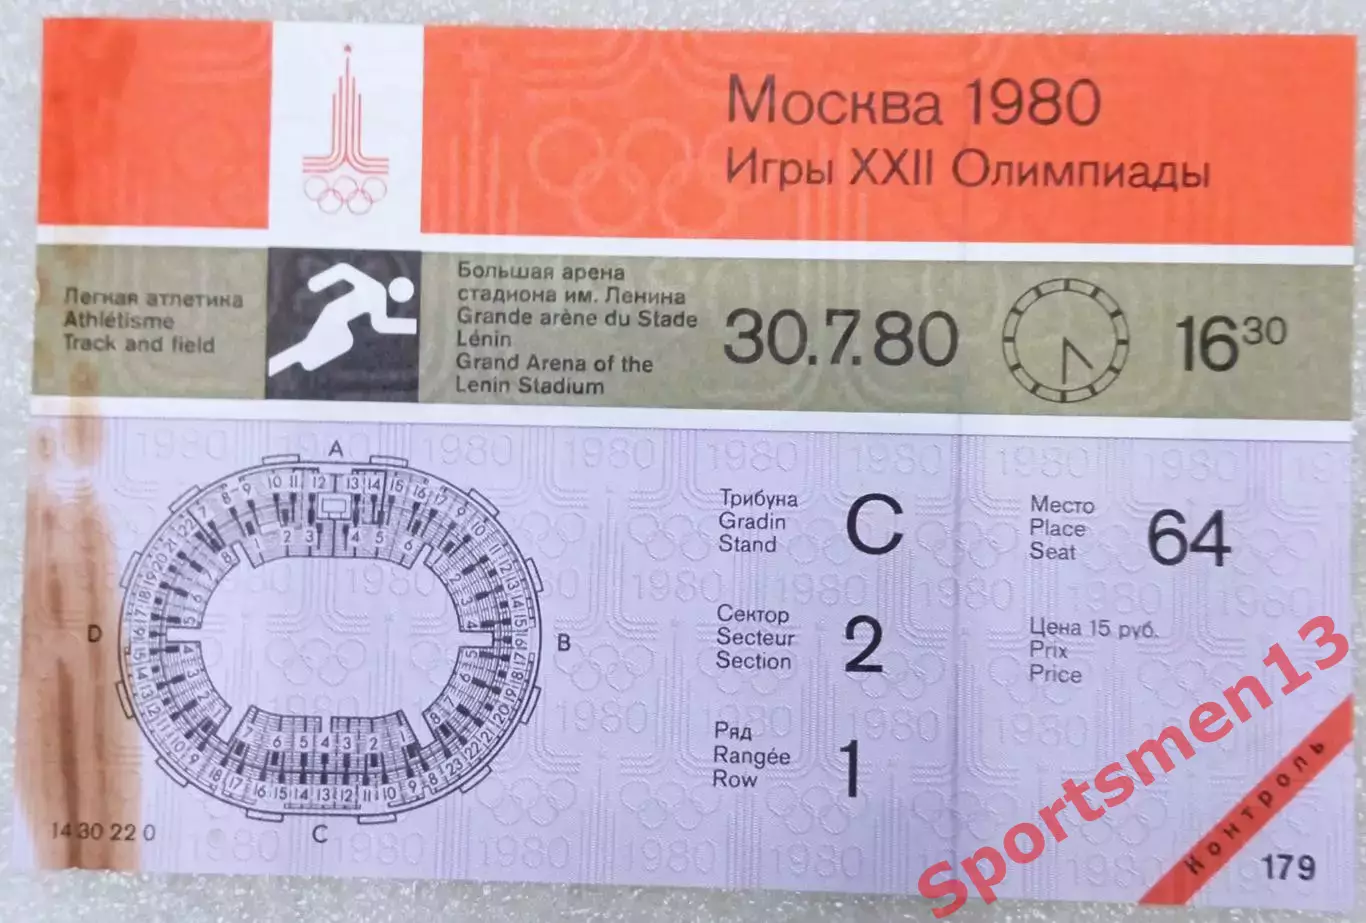 Москва 1980
Игры XXII Олимпиады
Легкая атлетика
Athlétisme
Track and field
Большая арена
стадиона им. Ленина
Grande arène du Stade
Lénin
Grand Arena of the
Lenin Stadium
30.7.80
16 30
A
B
C
D
Трибуна
Gradin
Stand
C
Место
Place
Seat
64
Сектор
Secteur
Section
2
Цена 15 руб.
Prix
Price
Ряд
Rangée
Row
1
14 30 22 0
Контроль
179
Sportsmen13